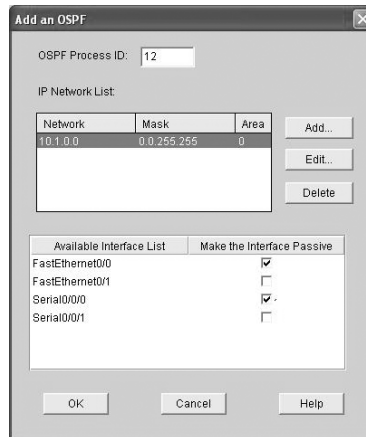 Add an OSPF
OSPF Process ID: 12
IP Network List:
Network Mask Area
10.1.0.0 0.0.255.255 0
Add...
Edit...
Delete
Available Interface List Make the Interface Passive
FastEthernet0/0
FastEthernet0/1
Serial0/0/0
Serial0/0/1
OK Cancel Help